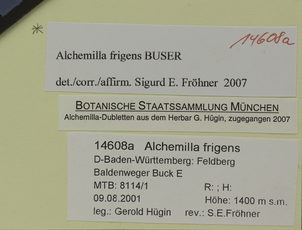 *
14608a
Alchemilla frigens BUSER
det./corr./affirm. Sigurd E. Fröhner 2007
BOTANISCHE STAATSSAMMLUNG MÜNCHEN
Alchemilla-Dubletten aus dem Herbar G. Hügin, zugegangen 2007
14608a Alchemilla frigens
D-Baden-Württemberg: Feldberg
Baldenweger Buck E
MTB: 8114/1 R: ; H:
09.08.2001 Höhe: 1400 m s.m.
leg.: Gerold Hügin rev.: S.E.Fröhner